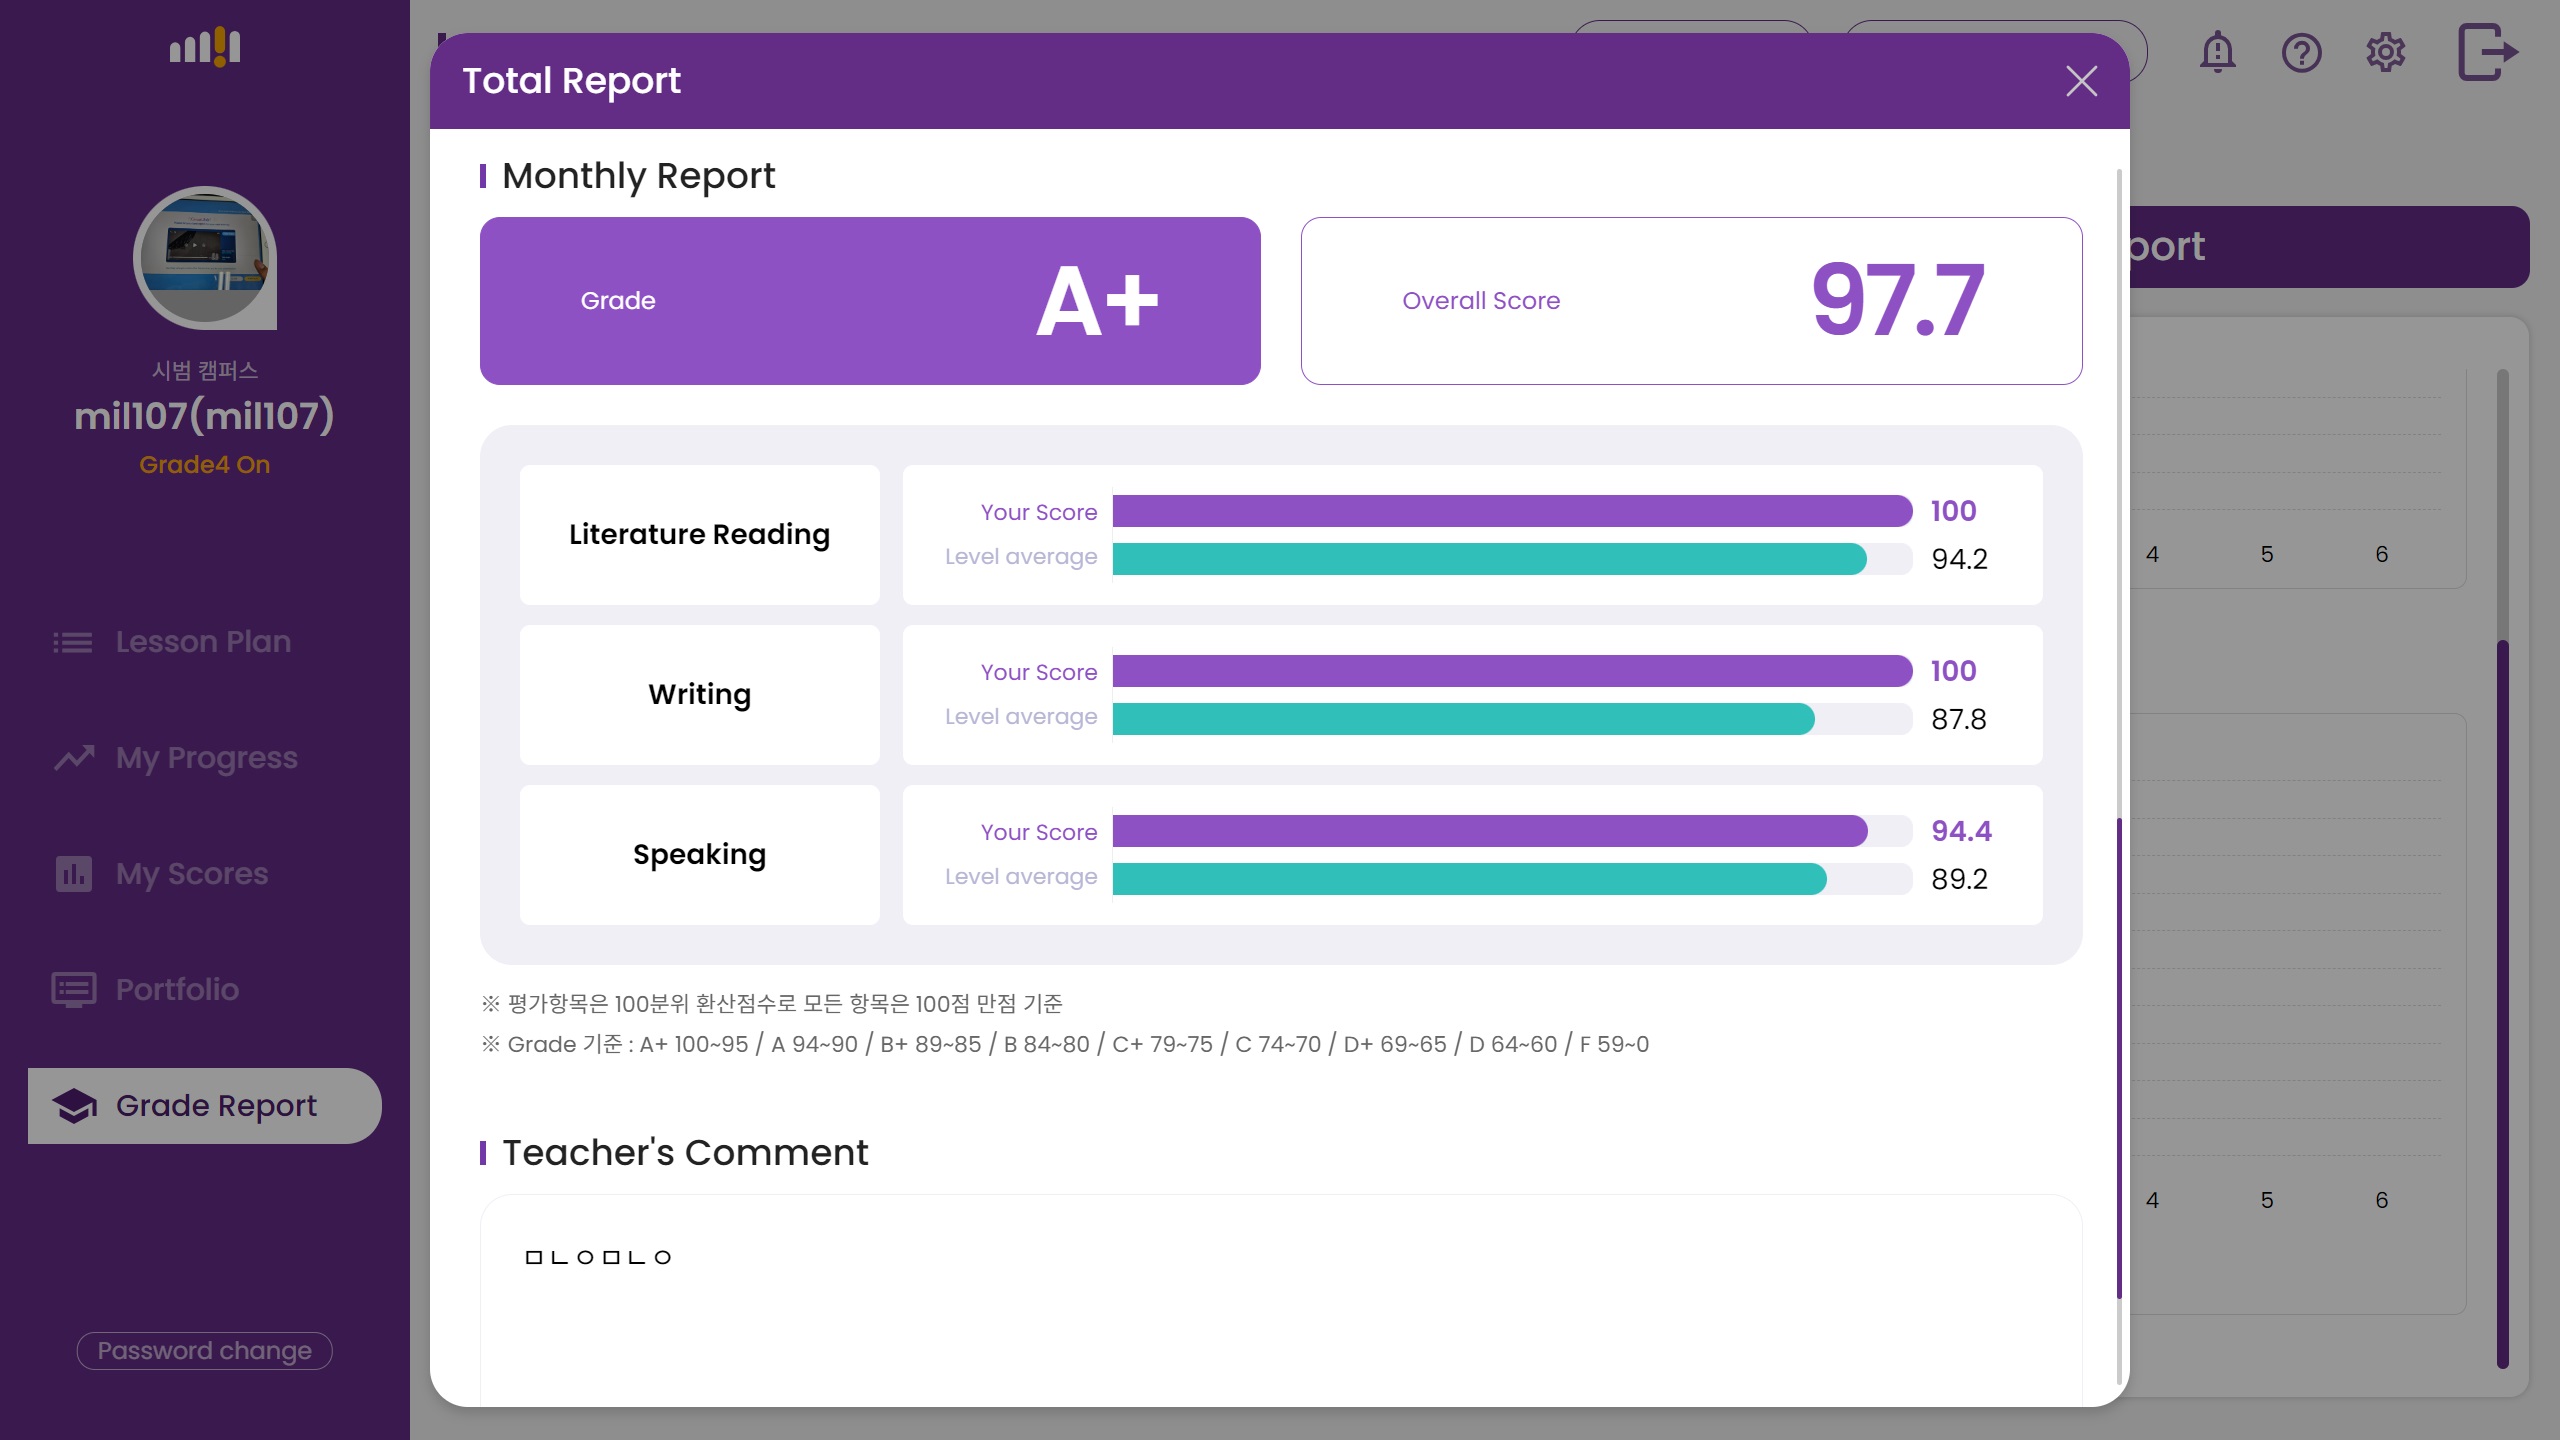 Total Report
Monthly Report
Grade
A+
Overall Score
97.7
Literature Reading
Your Score
100
Level average
94.2
Writing
Your Score
100
Level average
87.8
Speaking
Your Score
94.4
Level average
89.2
※ 평가항목은 100분위 환산점수로 모든 항목은 100점 만점 기준
※ Grade 기준 : A+ 100~95 / A 94~90 / B+ 89~85 / B 84~80 / C+ 79~75 / C 74~70 / D+ 69~65 / D 64~60 / F 59~0
Teacher's Comment
ㅁㄴㅇㅁㄴㅇ
시범 캠퍼스
mil107(mil107)
Grade4 On
Lesson Plan
My Progress
My Scores
Portfolio
Grade Report
Password change
port
4 5 6
4 5 6